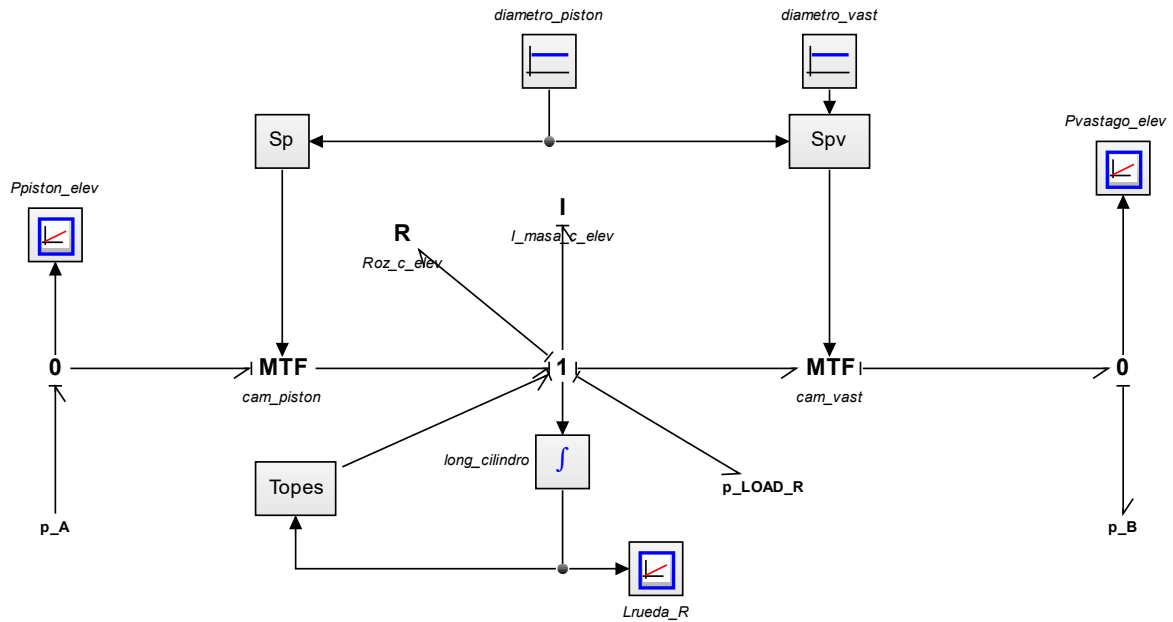 diametro_piston
diametro_vast
Sp
Spv
Pvastago_elev
Ppiston_elev
I
I_masa_c_elev
R
Roz_c_elev
0
MTF
1
MTF
0
cam_piston
cam_vast
long_cilindro
∫
Topes
p_LOAD_R
p_A
p_B
Lrueda_R